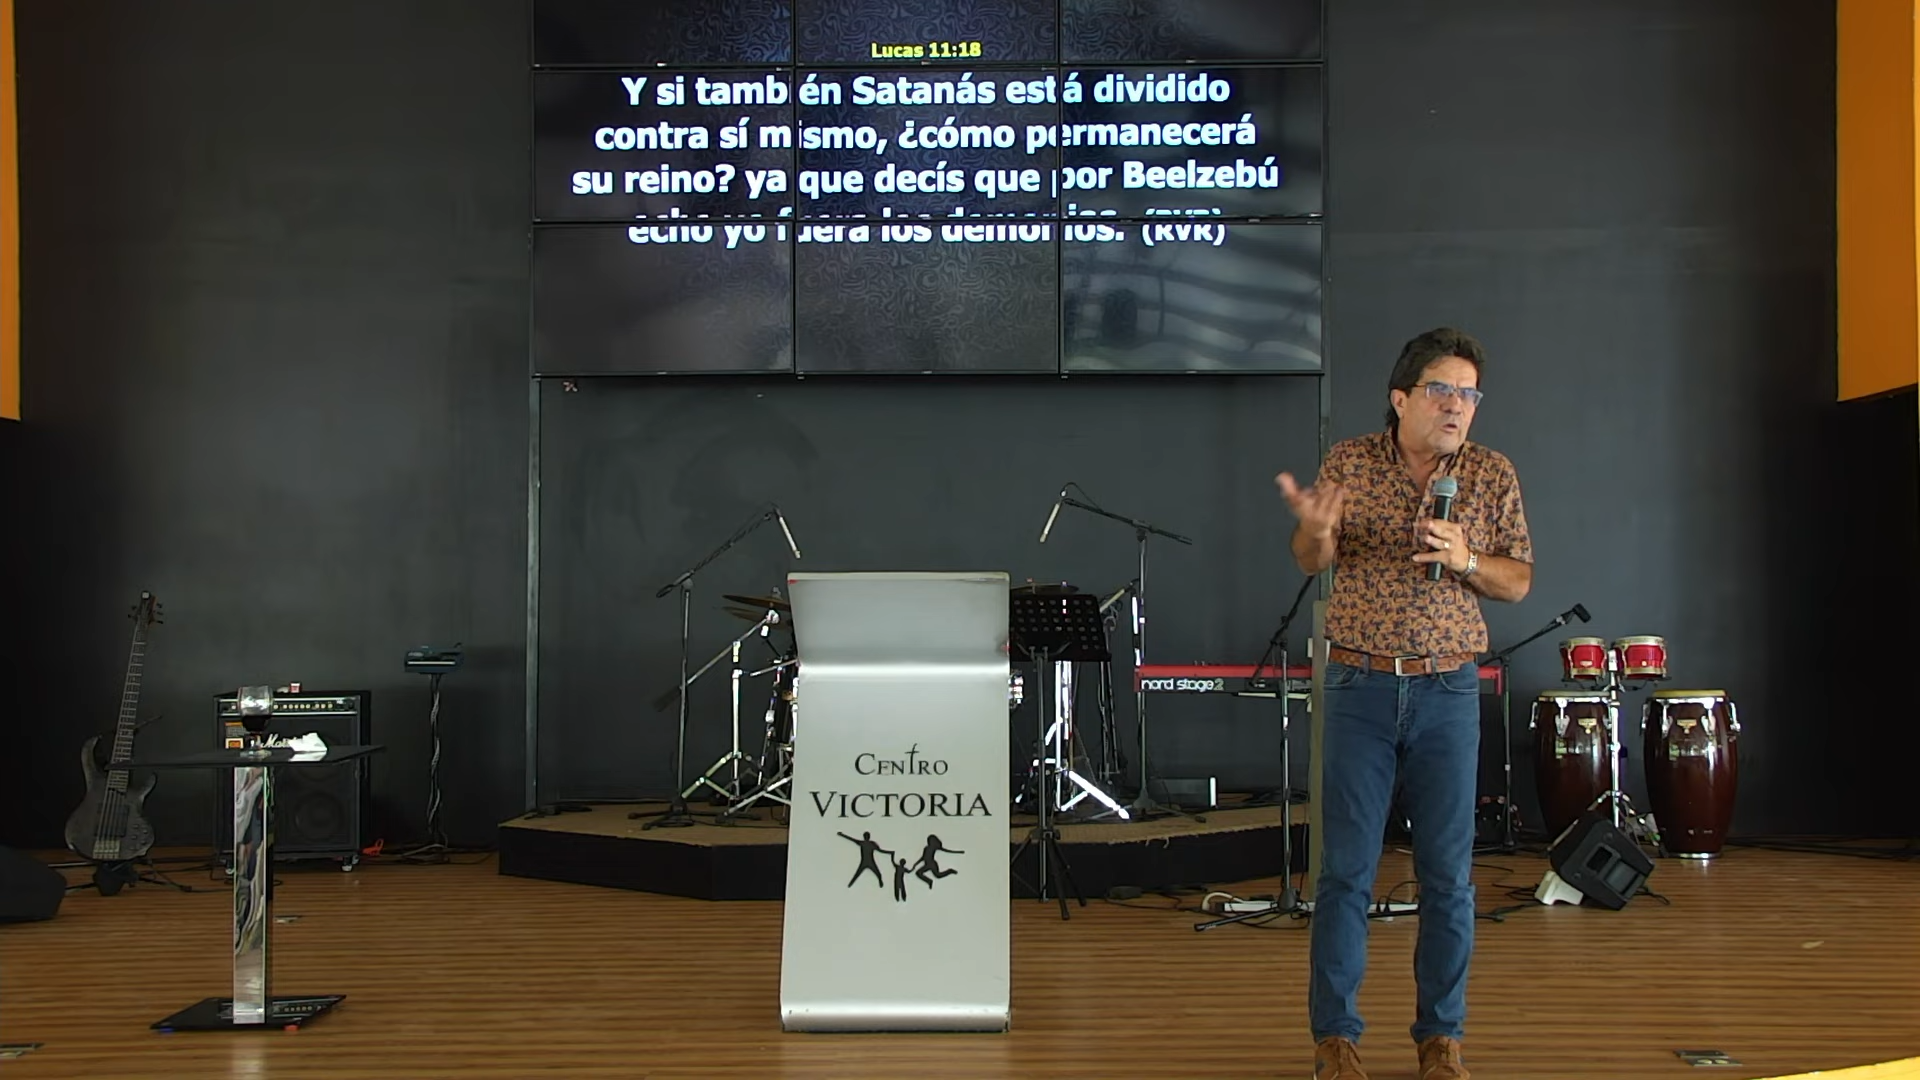 Lucas 11:18
Y si también Satanás está dividido
contra sí mismo, ¿cómo permanecerá
su reino? ya que decís que por Beelzebú
echo yo fuera los demonios. (RVR)
nord stage 2
Marshall
CENTRO
VICTORIA